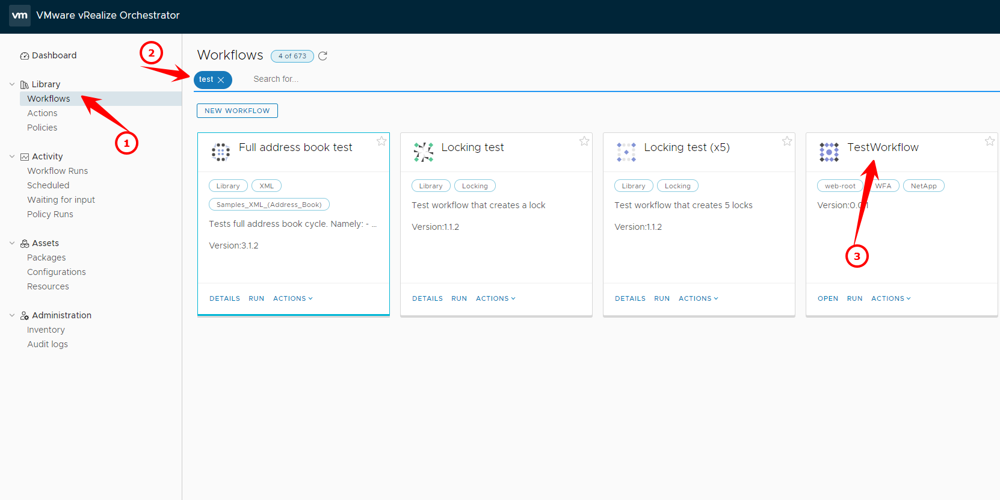 vm VMware vRealize Orchestrator
Dashboard
Library
Workflows
Actions
Policies
Activity
Workflow Runs
Scheduled
Waiting for input
Policy Runs
Assets
Packages
Configurations
Resources
Administration
Inventory
Audit logs
1
2
Workflows 4 of 673
test Search for...
NEW WORKFLOW
Full address book test
Library XML
Samples_XML_(Address_Book)
Tests full address book cycle. Namely: - ...
Version:3.1.2
DETAILS RUN ACTIONS
Locking test
Library Locking
Test workflow that creates a lock
Version:1.1.2
DETAILS RUN ACTIONS
Locking test (x5)
Library Locking
Test workflow that creates 5 locks
Version:1.1.2
DETAILS RUN ACTIONS
TestWorkflow
web-root WFA NetApp
Version:0.0.1
3
OPEN RUN ACTIONS